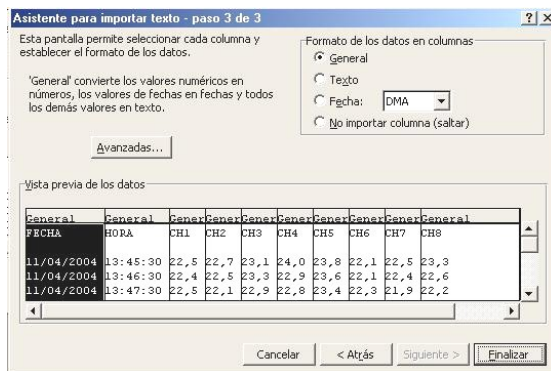 Asistente para importar texto - paso 3 de 3
Esta pantalla permite seleccionar cada columna y
establecer el formato de los datos.
'General' convierte los valores numéricos en
números, los valores de fechas en fechas y todos
los demás valores en texto.
Avanzadas...
Formato de los datos en columnas
General
Texto
Fecha: DMA
No importar columna (saltar)
Vista previa de los datos
General General Gener Gener Gener Gener Gener Gener Gener General
FECHA HORA CH1 CH2 CH3 CH4 CH5 CH6 CH7 CH8
11/04/2004 13:45:30 22,5 22,7 23,1 24,0 23,8 22,1 22,5 23,3
11/04/2004 13:46:30 22,4 22,5 23,3 22,9 23,6 22,1 22,4 22,6
11/04/2004 13:47:30 22,5 22,1 22,9 22,8 23,4 22,3 21,9 22,2
Cancelar < Atrás Siguiente > Finalizar